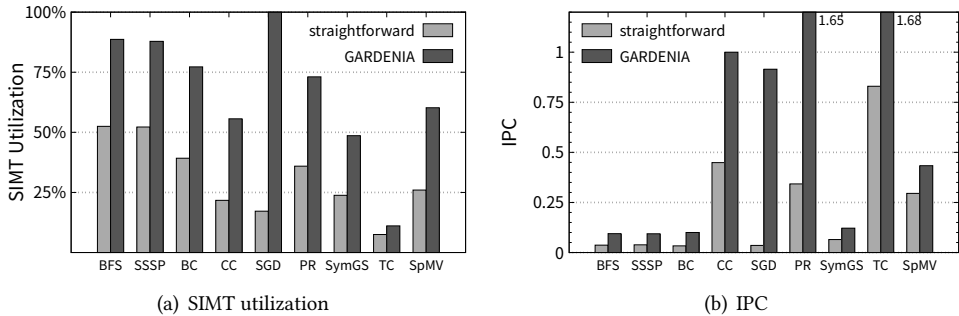 100%
75%
50%
25%
SIMT Utilization
straightforward
GARDENIA
BFS SSSP BC CC SGD PR SymGS TC SpMV
(a) SIMT utilization
1
0.75
0.5
0.25
0
IPC
straightforward
GARDENIA
1.65
1.68
BFS SSSP BC CC SGD PR SymGS TC SpMV
(b) IPC